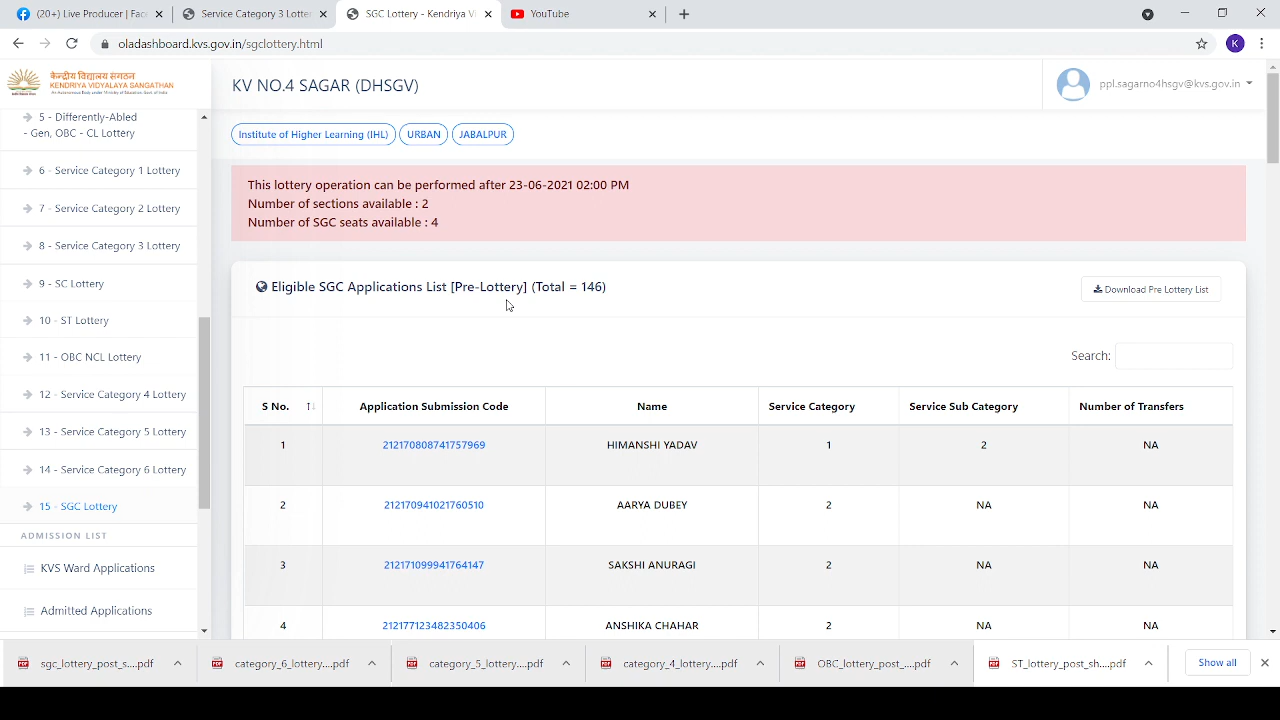 (20+) Live Producer | Fac
Service Category 3 Lotter
SGC Lottery - Kendriya Vi
YouTube
oladashboard.kvs.gov.in/sgclottery.html
K
केन्द्रीय विद्यालय संगठन
KENDRIYA VIDYALAYA SANGATHAN
KV NO.4 SAGAR (DHSGV)
ppl.sagarno4hsgv@kvs.gov.in
Institute of Higher Learning (IHL)
URBAN
JABALPUR
This lottery operation can be performed after 23-06-2021 02:00 PM
Number of sections available : 2
Number of SGC seats available : 4
5 - Differently-Abled
- Gen, OBC - CL Lottery
6 - Service Category 1 Lottery
7 - Service Category 2 Lottery
8 - Service Category 3 Lottery
9 - SC Lottery
10 - ST Lottery
11 - OBC NCL Lottery
12 - Service Category 4 Lottery
13 - Service Category 5 Lottery
14 - Service Category 6 Lottery
15 - SGC Lottery
ADMISSION LIST
KVS Ward Applications
Admitted Applications
Eligible SGC Applications List [Pre-Lottery] (Total = 146)
Download Pre Lottery List
Search:
S No. Application Submission Code Name Service Category Service Sub Category Number of Transfers
1 212170808741757969 HIMANSHI YADAV 1 2 NA
2 212170941021760510 AARYA DUBEY 2 NA NA
3 212171099941764147 SAKSHI ANURAGI 2 NA NA
4 212177123482350406 ANSHIKA CHAHAR 2 NA NA
sgc_lottery_post_s....pdf
category_6_lottery....pdf
category_5_lottery....pdf
category_4_lottery....pdf
OBC_lottery_post_....pdf
ST_lottery_post_sh....pdf
Show all